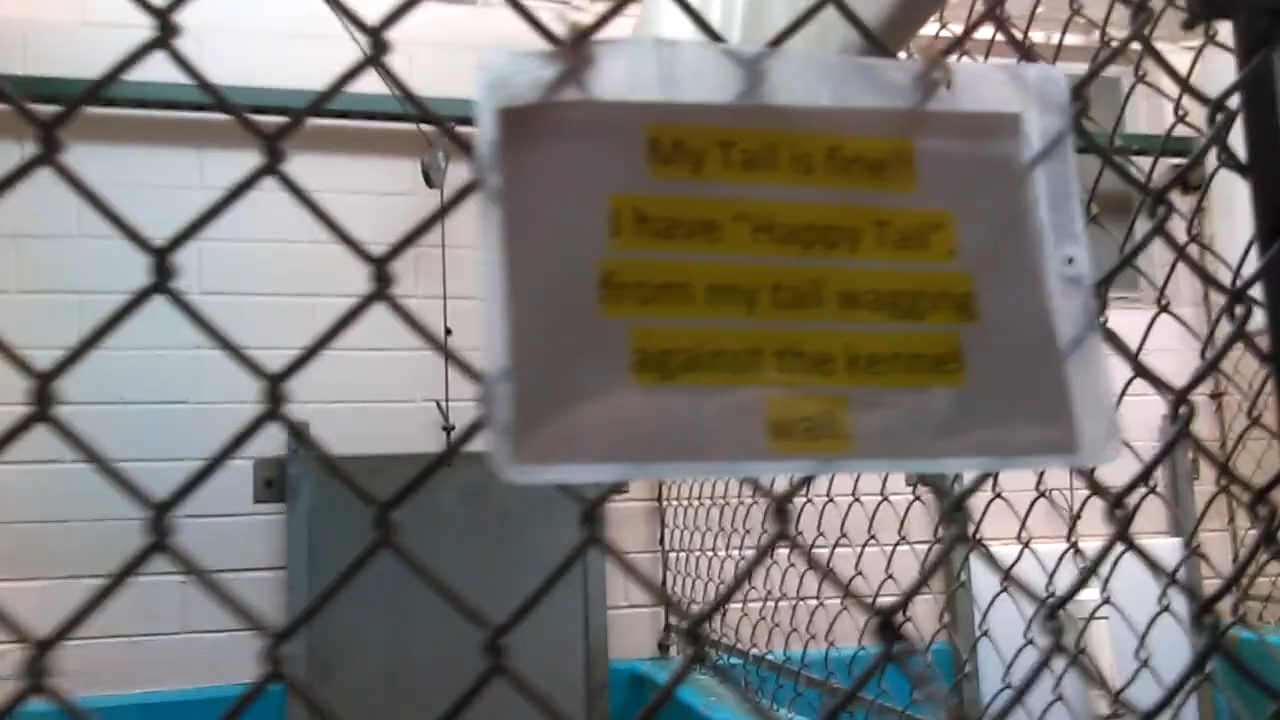 My Tail is fine!!
I have "Happy Tail",
from my tail wagging
against the kennel
wall.